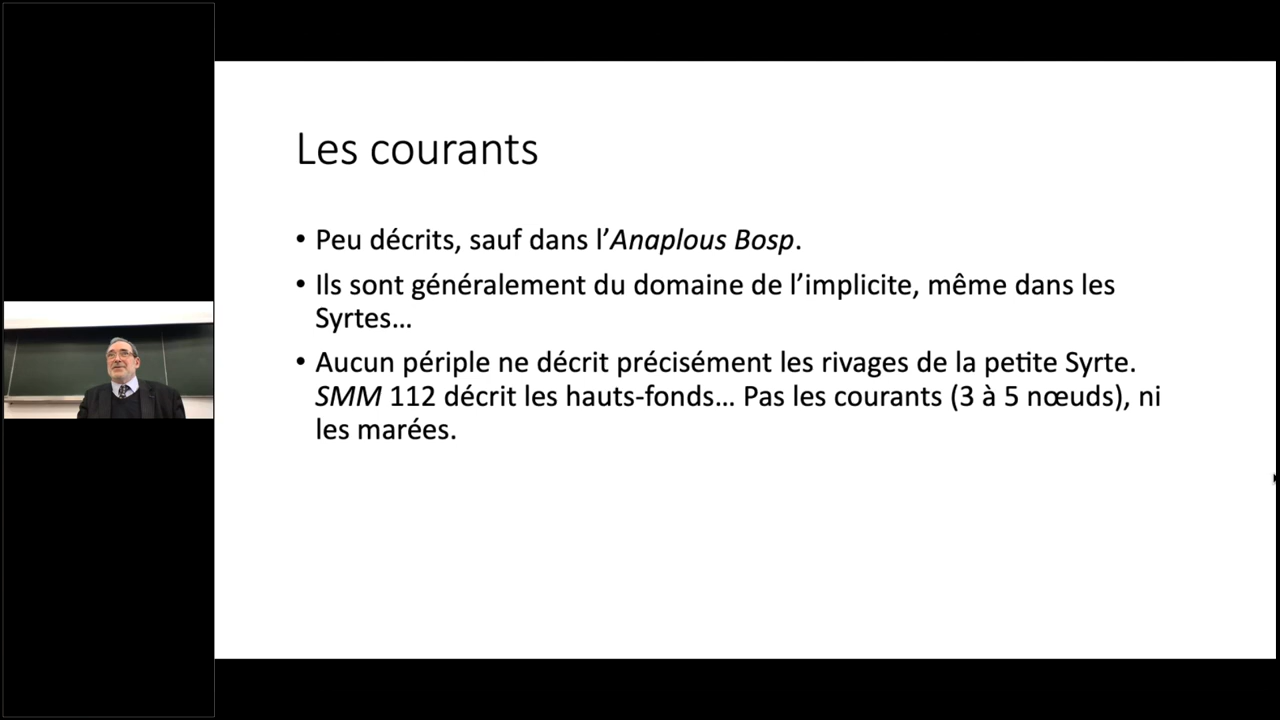 Les courants
• Peu décrits, sauf dans l’Anaplous Bosp.
• Ils sont généralement du domaine de l’implicite, même dans les
Syrtes…
• Aucun périple ne décrit précisément les rivages de la petite Syrte.
SMM 112 décrit les hauts-fonds… Pas les courants (3 à 5 nœuds), ni
les marées.